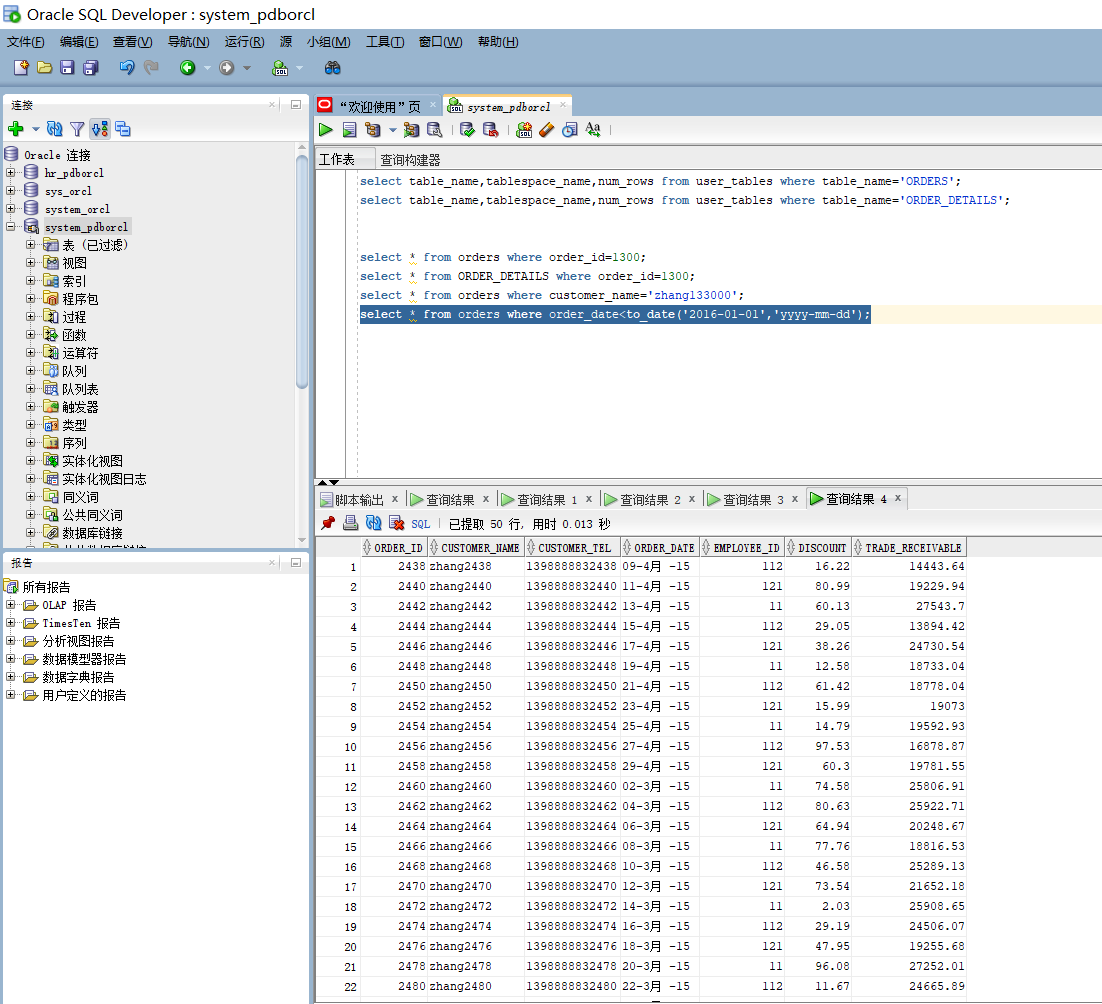 Oracle SQL Developer : system_pdborcl
文件(F) 编辑(E) 查看(V) 导航(N) 运行(R) 源 小组(M) 工具(T) 窗口(W) 帮助(H)
连接
Oracle 连接
hr_pdborcl
sys_orcl
system_orcl
system_pdborcl
表 (已过滤)
视图
索引
程序包
过程
函数
运算符
队列
队列表
触发器
类型
序列
实体化视图
实体化视图日志
同义词
公共同义词
数据库链接
报告
所有报告
OLAP 报告
TimesTen 报告
分析视图报告
数据模型器报告
数据字典报告
用户定义的报告
“欢迎使用”页 system_pdborcl
工作表 查询构建器
select table_name,tablespace_name,num_rows from user_tables where table_name='ORDERS';
select table_name,tablespace_name,num_rows from user_tables where table_name='ORDER_DETAILS';
select * from orders where order_id=1300;
select * from ORDER_DETAILS where order_id=1300;
select * from orders where customer_name='zhang133000';
select * from orders where order_date<to_date('2016-01-01','yyyy-mm-dd');
脚本输出 x 查询结果 x 查询结果 1 x 查询结果 2 x 查询结果 3 x 查询结果 4 x
SQL 已提取 50 行, 用时 0.013 秒
ORDER_ID CUSTOMER_NAME CUSTOMER_TEL ORDER_DATE EMPLOYEE_ID DISCOUNT TRADE_RECEIVABLE
1 2438 zhang2438 1398888832438 09-4月 -15 112 16.22 14443.64
2 2440 zhang2440 1398888832440 11-4月 -15 121 80.99 19229.94
3 2442 zhang2442 1398888832442 13-4月 -15 11 60.13 27543.7
4 2444 zhang2444 1398888832444 15-4月 -15 112 29.05 13894.42
5 2446 zhang2446 1398888832446 17-4月 -15 121 38.26 24730.54
6 2448 zhang2448 1398888832448 19-4月 -15 11 12.58 18733.04
7 2450 zhang2450 1398888832450 21-4月 -15 112 61.42 18778.04
8 2452 zhang2452 1398888832452 23-4月 -15 121 15.99 19073
9 2454 zhang2454 1398888832454 25-4月 -15 11 14.79 19592.93
10 2456 zhang2456 1398888832456 27-4月 -15 112 97.53 16878.87
11 2458 zhang2458 1398888832458 29-4月 -15 121 60.3 19781.55
12 2460 zhang2460 1398888832460 02-3月 -15 11 74.58 25806.91
13 2462 zhang2462 1398888832462 04-3月 -15 112 80.63 25922.71
14 2464 zhang2464 1398888832464 06-3月 -15 121 64.94 20248.67
15 2466 zhang2466 1398888832466 08-3月 -15 11 77.76 18816.53
16 2468 zhang2468 1398888832468 10-3月 -15 112 46.58 25289.13
17 2470 zhang2470 1398888832470 12-3月 -15 121 73.54 21652.18
18 2472 zhang2472 1398888832472 14-3月 -15 11 2.03 25908.65
19 2474 zhang2474 1398888832474 16-3月 -15 112 29.19 24506.07
20 2476 zhang2476 1398888832476 18-3月 -15 121 47.95 19255.68
21 2478 zhang2478 1398888832478 20-3月 -15 11 96.08 27252.01
22 2480 zhang2480 1398888832480 22-3月 -15 112 11.67 24665.89